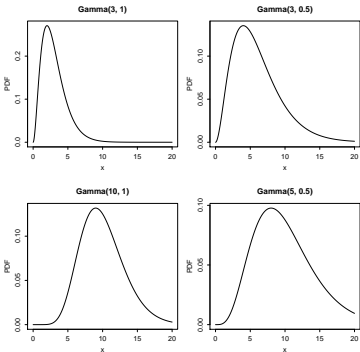 Gamma(3, 1)
PDF
0.0
0.1
0.2
0 5 10 15 20
x
Gamma(3, 0.5)
PDF
0.00
0.05
0.10
0 5 10 15 20
x
Gamma(10, 1)
PDF
0.00
0.05
0.10
0 5 10 15 20
x
Gamma(5, 0.5)
PDF
0.00
0.05
0.10
0 5 10 15 20
x